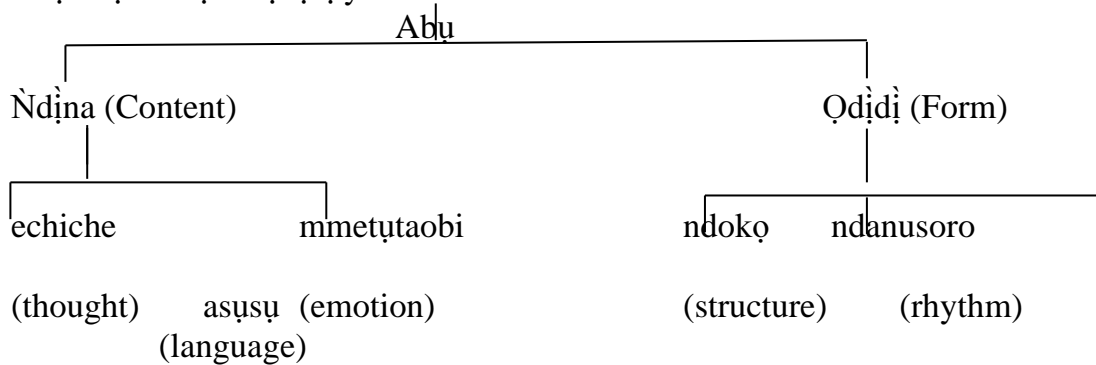 Abụ
Ǹdị̀na (Content) Ọdị̀dị̀ (Form)
echiche mmetụtaobi ndokọ ndanusoro
(thought) asụsụ (emotion) (structure) (rhythm)
(language)